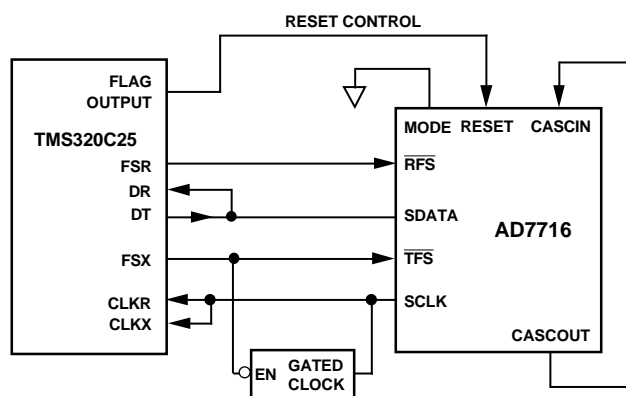 RESET CONTROL
FLAG
OUTPUT
TMS320C25
FSR
DR
DT
FSX
CLKR
CLKX
MODE RESET CASCIN
RFS
SDATA
AD7716
TFS
SCLK
CASCOUT
EN
GATED
CLOCK